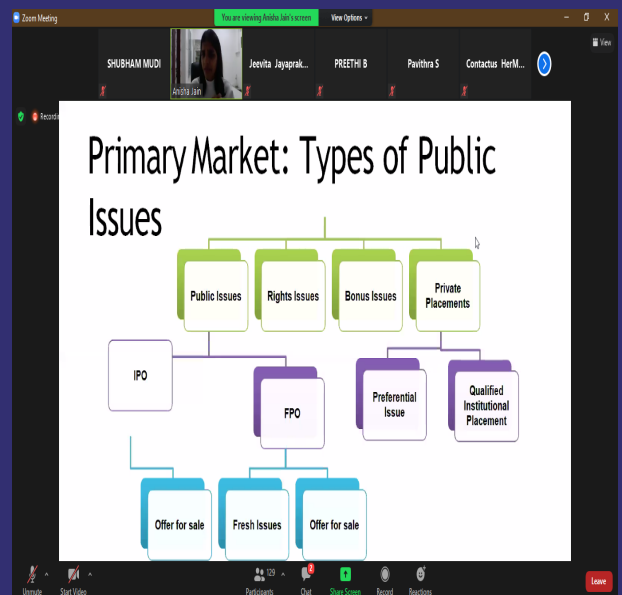 Zoom Meeting
You are viewing Anisha Jain's screen
View Options
View
SHUBHAM MUDI
Anisha Jain
Jeevita Jayaprak...
PREETHI B
Pavithra S
Contactus HerM...
Recordin
Primary Market: Types of Public
Issues
Public Issues
Rights Issues
Bonus Issues
Private
Placements
IPO
FPO
Preferential
Issue
Qualified
Institutional
Placement
Offer for sale
Fresh Issues
Offer for sale
Unmute
Start Video
129
Participants
2
Chat
Share Screen
Record
Reactions
Leave